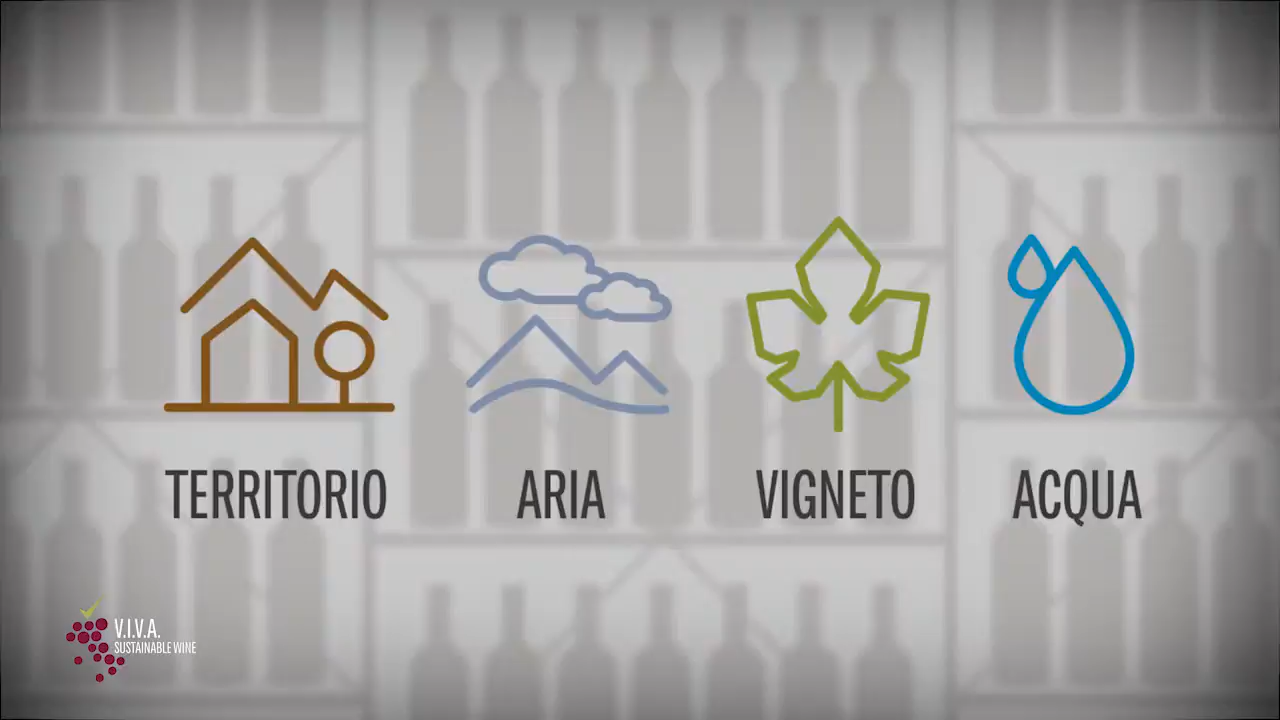 TERRITORIO
ARIA
VIGNETO
ACQUA
V.I.V.A.
SUSTAINABLE WINE